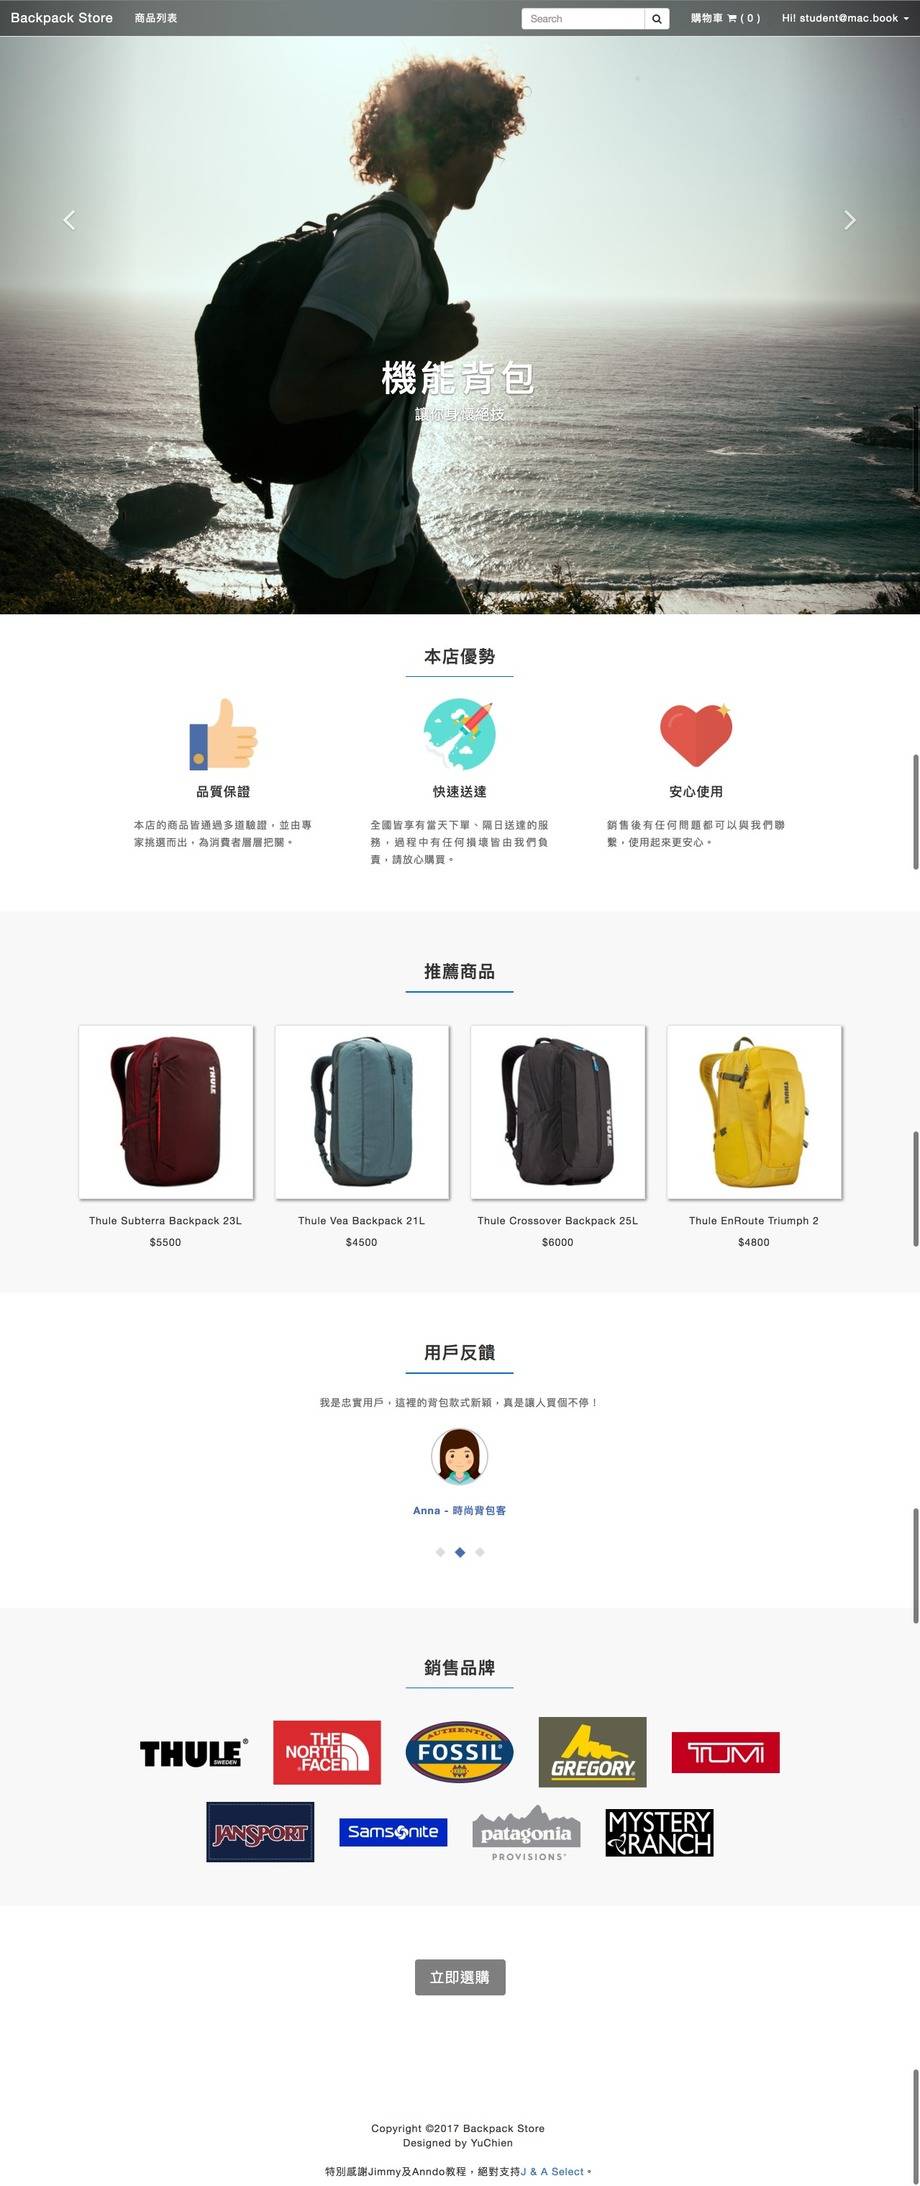 Backpack Store 商品列表 Search 購物車 ( 0 ) Hi! student@mac.book
機能背包
讓你身懷絕技
本店優勢
品質保證 快速送達 安心使用
本店的商品皆通過多道驗證，並由專
家挑選而出，為消費者層層把關。
全國皆享有當天下單、隔日送達的服
務，過程中有任何損壞皆由我們負
責，請放心購買。
銷售後有任何問題都可以與我們聯
繫，使用起來更安心。
推薦商品
THULE THULE THULE
Thule Subterra Backpack 23L Thule Vea Backpack 21L Thule Crossover Backpack 25L Thule EnRoute Triumph 2
$5500 $4500 $6000 $4800
用戶反饋
我是忠實用戶，這裡的背包款式新穎，真是讓人買個不停！
Anna - 時尚背包客
銷售品牌
THULE®
SWEDEN
THE
NORTH
FACE
AUTHENTIC
FOSSIL
GREGORY
TUMI
JANSPORT
Samsonite
patagonia
PROVISIONS
MYSTERY
RANCH
立即選購
Copyright ©2017 Backpack Store
Designed by YuChien
特別感謝Jimmy及Anndo教程，絕對支持J & A Select。